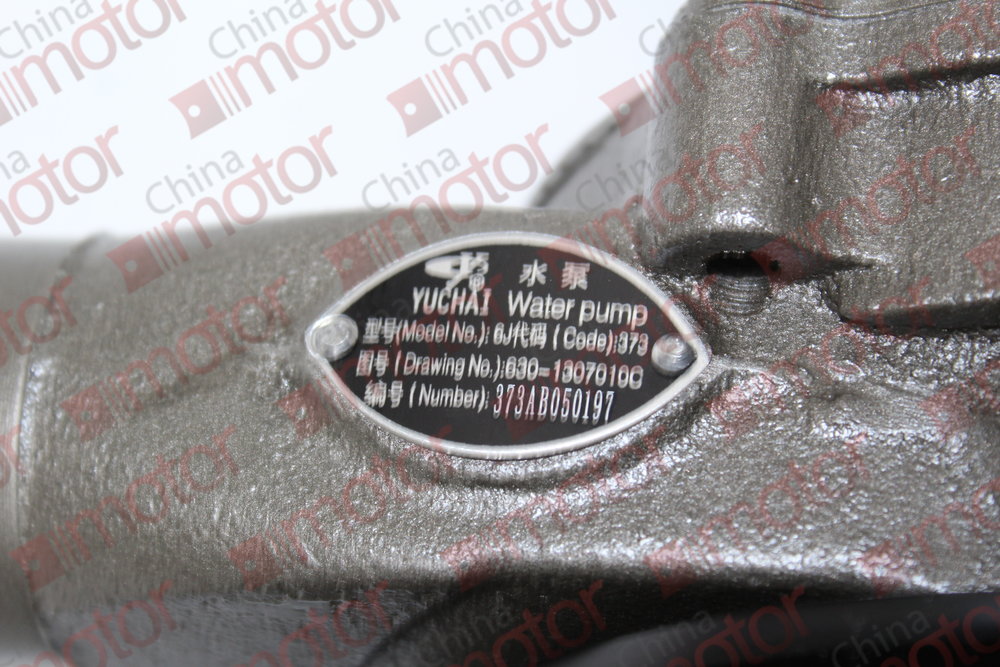 水泵
YUCHAI Water pump
型号(Model No.): 6J代码 (Code):373
图号 (Drawing No.):630-1307010C
编号 (Number): 373AB050197
China motor